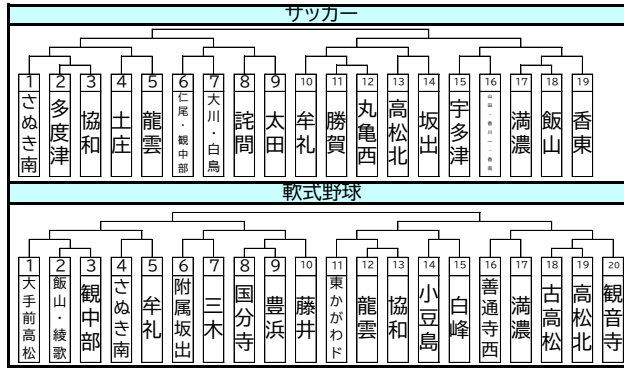 サッカー
1 2 3 4 5 6 7 8 9 10 11 12 13 14 15 16 17 18 19
さぬき南
多度津
協和
土庄
龍雲
仁尾・観中部
大川・白鳥
詫間
太田
牟礼
勝賀
丸亀西
高松北
坂出
宇多津
満濃
飯山
香東
軟式野球
1 2 3 4 5 6 7 8 9 10 11 12 13 14 15 16 17 18 19 20
大手前高松
飯山・綾歌
観中部
さぬき南
牟礼
附属坂出
三木
国分寺
豊浜
藤井
東かがわド
龍雲
協和
小豆島
白峰
善通寺西
満濃
古高松
高松北
観音寺